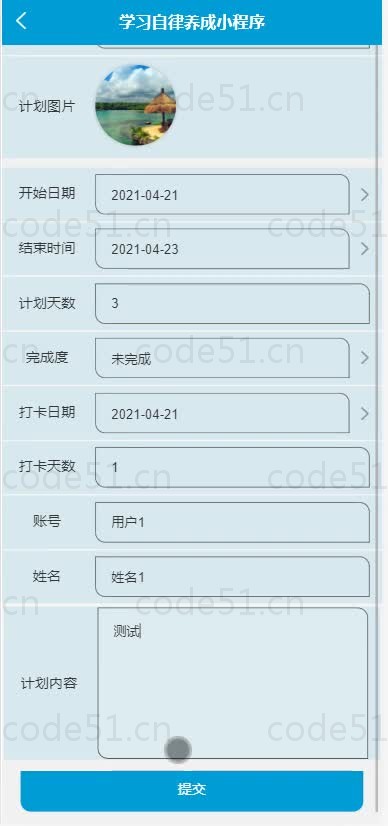 学习自律养成小程序
计划图片
code51.cn
开始日期 2021-04-21
code51.cn
结束时间 2021-04-23
计划天数 3
完成度 未完成
code51.cn
打卡日期 2021-04-21
打卡天数 1
code51.cn code51.cn
账号 用户1
姓名 姓名1
code51.cn
测试
计划内容
code51.cn code51.cn
提交